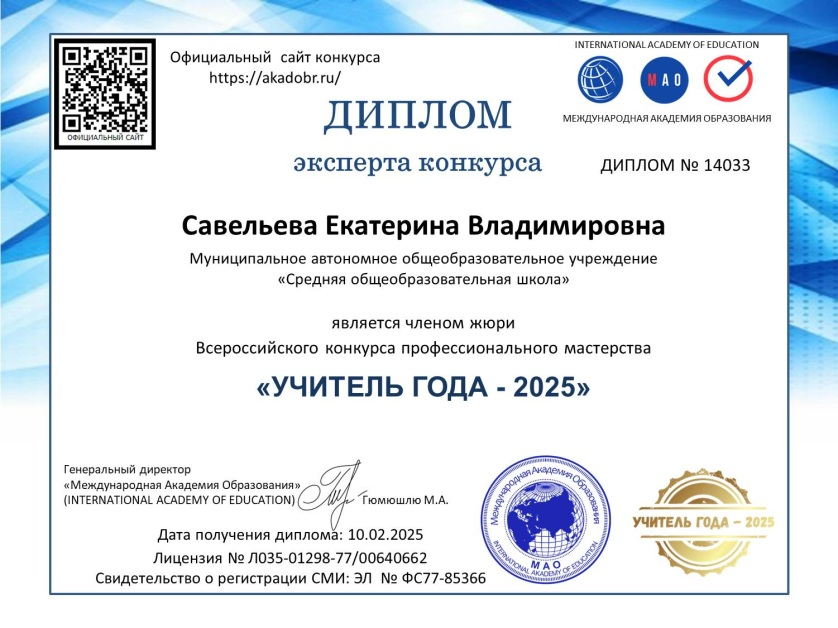 ОФИЦИАЛЬНЫЙ САЙТ
Официальный сайт конкурса
https://akadobr.ru/
INTERNATIONAL ACADEMY OF EDUCATION
МАО
МЕЖДУНАРОДНАЯ АКАДЕМИЯ ОБРАЗОВАНИЯ
ДИПЛОМ
эксперта конкурса
ДИПЛОМ № 14033
Савельева Екатерина Владимировна
Муниципальное автономное общеобразовательное учреждение
«Средняя общеобразовательная школа»
является членом жюри
Всероссийского конкурса профессионального мастерства
«УЧИТЕЛЬ ГОДА - 2025»
Генеральный директор
«Международная Академия Образования»
(INTERNATIONAL ACADEMY OF EDUCATION)
Гюмюшлю М.А.
Дата получения диплома: 10.02.2025
Лицензия № Л035-01298-77/00640662
Свидетельство о регистрации СМИ: ЭЛ № ФС77-85366
Международная Академия Образования
МАО
INTERNATIONAL ACADEMY OF EDUCATION
УЧИТЕЛЬ ГОДА – 2025